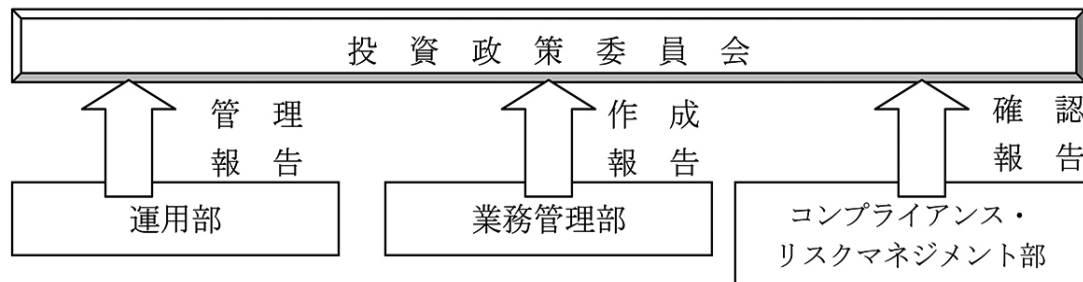 投資政策委員会
管理
報告
作成
報告
確認
報告
運用部
業務管理部
コンプライアンス・
リスクマネジメント部